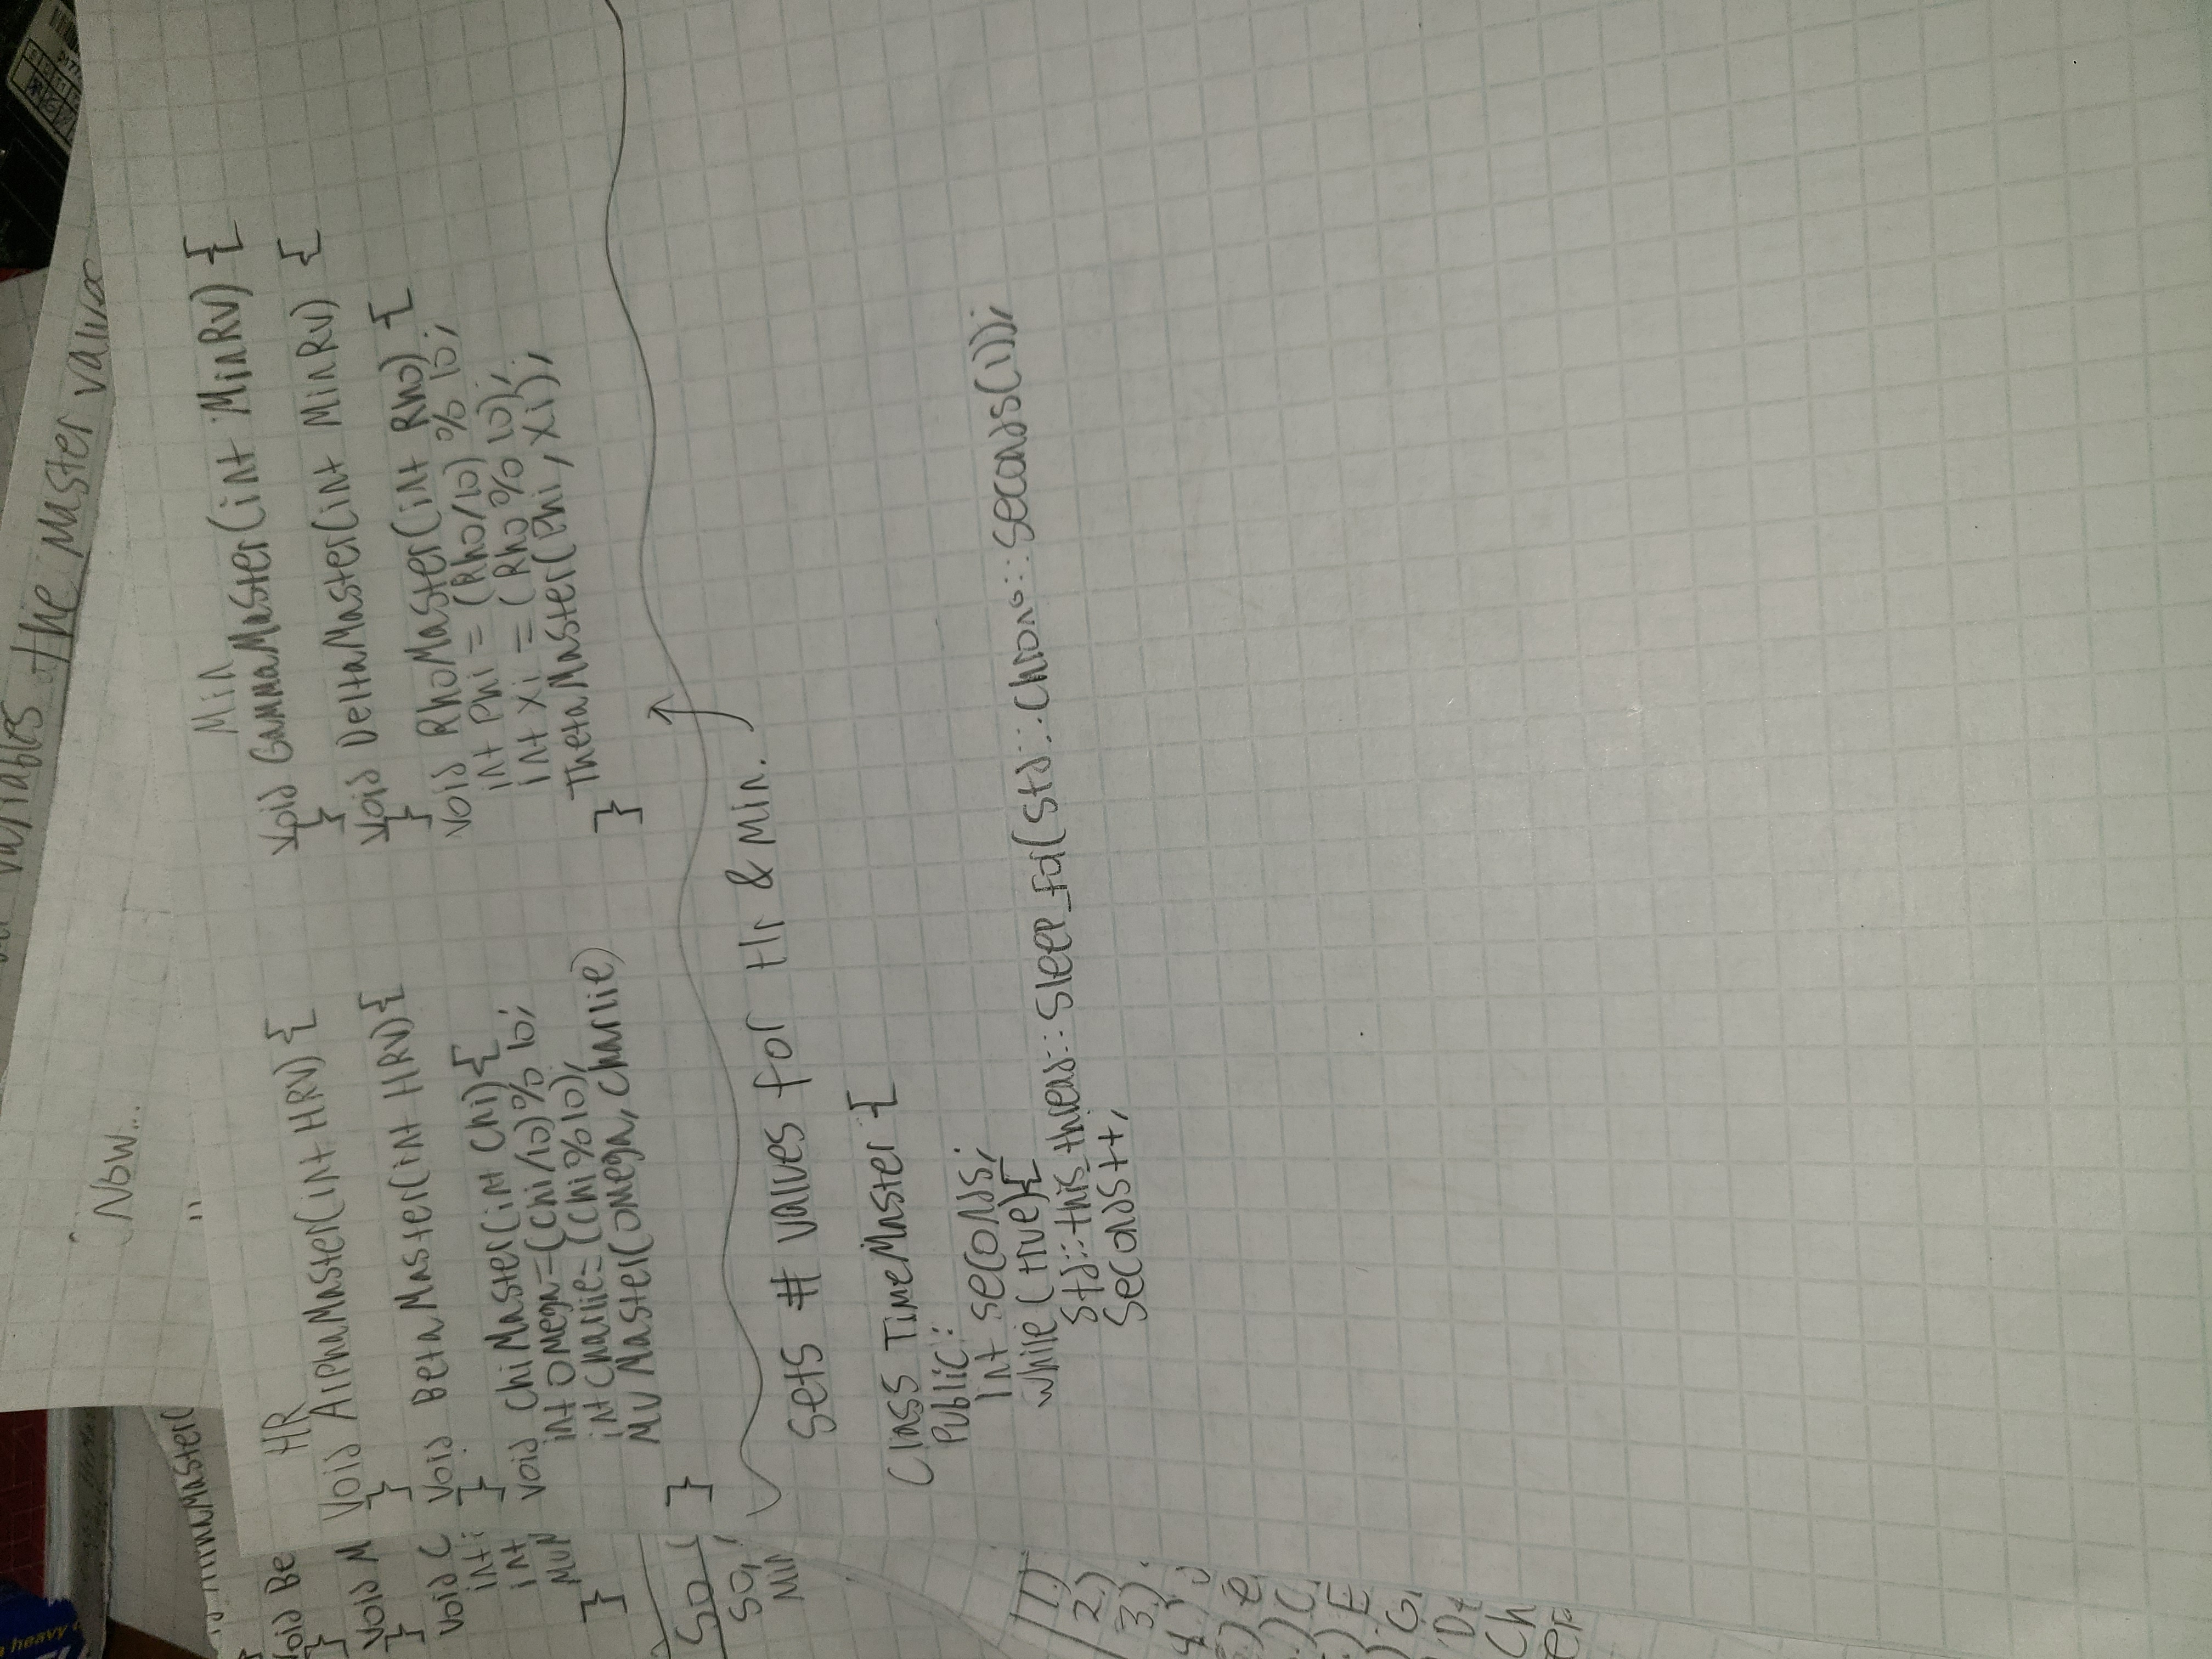 variables the Master values
Now...
AlphaMaster(
Void Be
}
Void M
}
Void C
int i
int
MuM
}
So
So,
Min
1.)
2.)
3.)
e
C
E
G
De
Ch
er
HR
Void AlphaMaster(int HRV) {
}
Void BetaMaster(int HRV) {
}
Void ChiMaster(int Chi) {
int Omega = (Chi/10) % 10;
int Charlie = (Chi % 10);
MU Master(Omega, Charlie)
}
Min
Void GammaMaster(int MinRV) {
}
Void DeltaMaster(int MinRV) {
}
Void RhoMaster(int Rho) {
int Phi = (Rho/10) % 10;
int Xi = (Rho % 10);
ThetaMaster(Phi, Xi);
}
Sets # values for Hr & Min.
Class TimeMaster {
Public:
Int seconds;
while (true) {
Std::this_thread::Sleep_for(Std::Chrono::Seconds(1));
Seconds++;